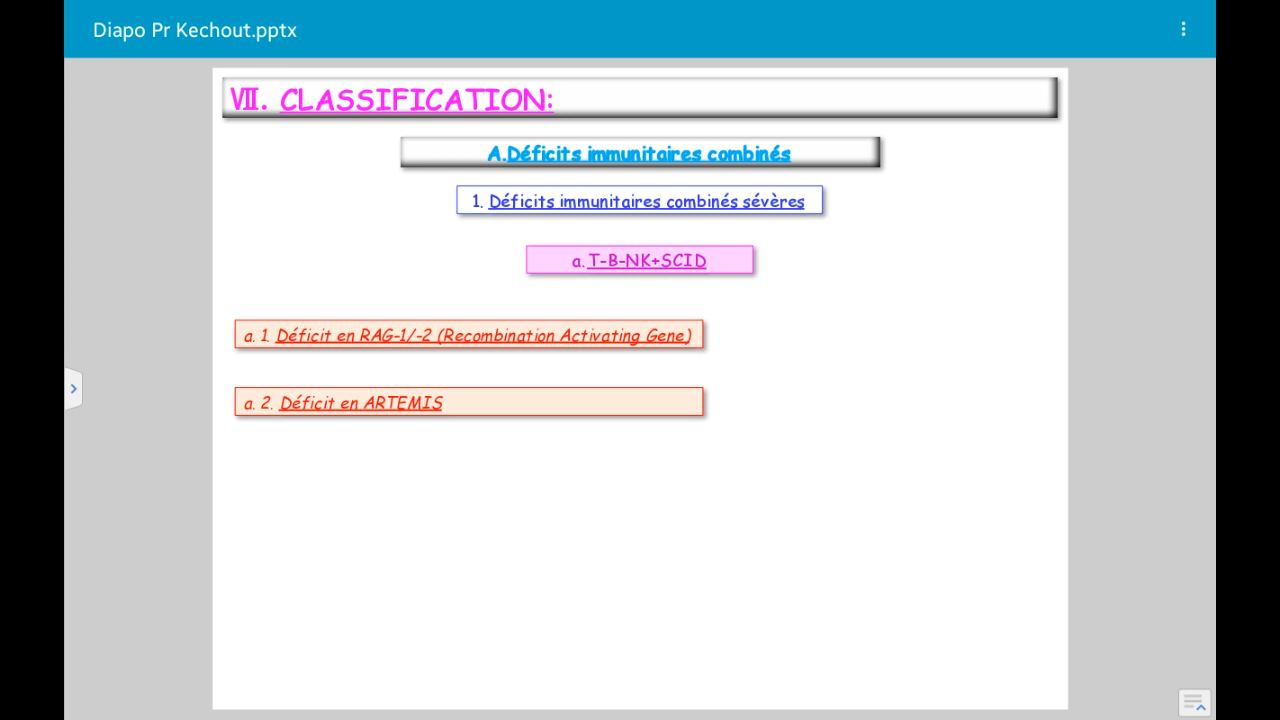 Diapo Pr Kechout.pptx
VII. CLASSIFICATION:
A.Déficits immunitaires combinés
1. Déficits immunitaires combinés sévères
a. T-B-NK+SCID
a. 1. Déficit en RAG-1/-2 (Recombination Activating Gene)
a. 2. Déficit en ARTEMIS